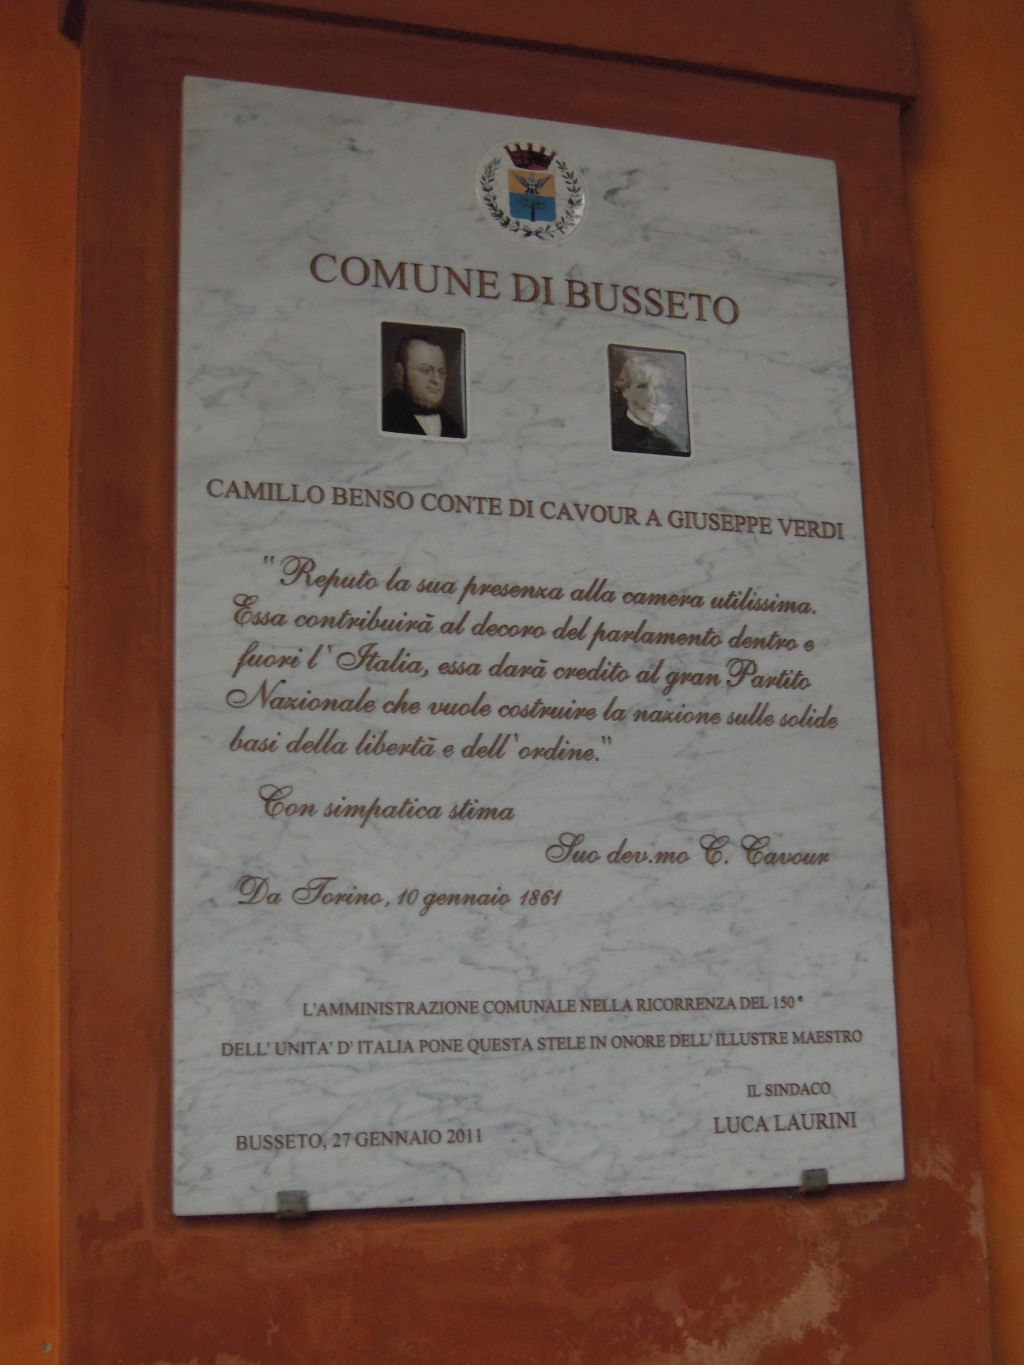 COMUNE DI BUSSETO
CAMILLO BENSO CONTE DI CAVOUR A GIUSEPPE VERDI
"Reputo la sua presenza alla camera utilissima.
Essa contribuirā al decoro del parlamento dentro e
fuori l' Italia, essa darā credito al gran Partito
Nazionale che vuole costruire la nazione sulle solide
basi della libertā e dell'ordine."
Con simpatica stima
Suo dev.mo C. Cavour
Da Torino, 10 gennaio 1861
L'AMMINISTRAZIONE COMUNALE NELLA RICORRENZA DEL 150°
DELL' UNITA' D' ITALIA PONE QUESTA STELE IN ONORE DELL' ILLUSTRE MAESTRO
IL SINDACO
LUCA LAURINI
BUSSETO, 27 GENNAIO 2011